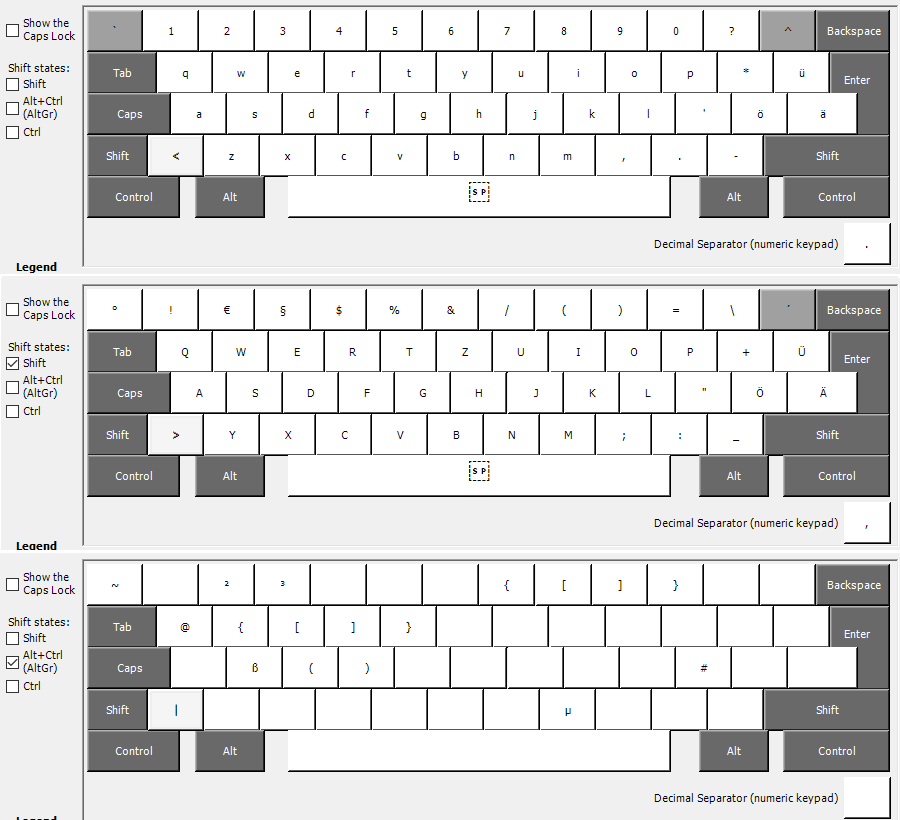 Show the
Caps Lock
` 1 2 3 4 5 6 7 8 9 0 ? ^ Backspace
Shift states:
Shift
Alt+Ctrl
(AltGr)
Ctrl
Tab q w e r t y u i o p * ü Enter
Caps a s d f g h j k l ' ö ä
Shift < z x c v b n m , . - Shift
Control Alt SP Alt Control
Decimal Separator (numeric keypad) .
Legend
Show the
Caps Lock
° ! € § $ % & / ( ) = \ ´ Backspace
Shift states:
Shift
Alt+Ctrl
(AltGr)
Ctrl
Tab Q W E R T Z U I O P + Ü Enter
Caps A S D F G H J K L " Ö Ä
Shift > Y X C V B N M ; : _ Shift
Control Alt SP Alt Control
Decimal Separator (numeric keypad) ,
Legend
Show the
Caps Lock
~ ² ³ { [ ] } Backspace
Shift states:
Shift
Alt+Ctrl
(AltGr)
Ctrl
Tab @ { [ ] } Enter
Caps ß ( ) #
Shift | µ Shift
Control Alt Alt Control
Decimal Separator (numeric keypad)
Legend